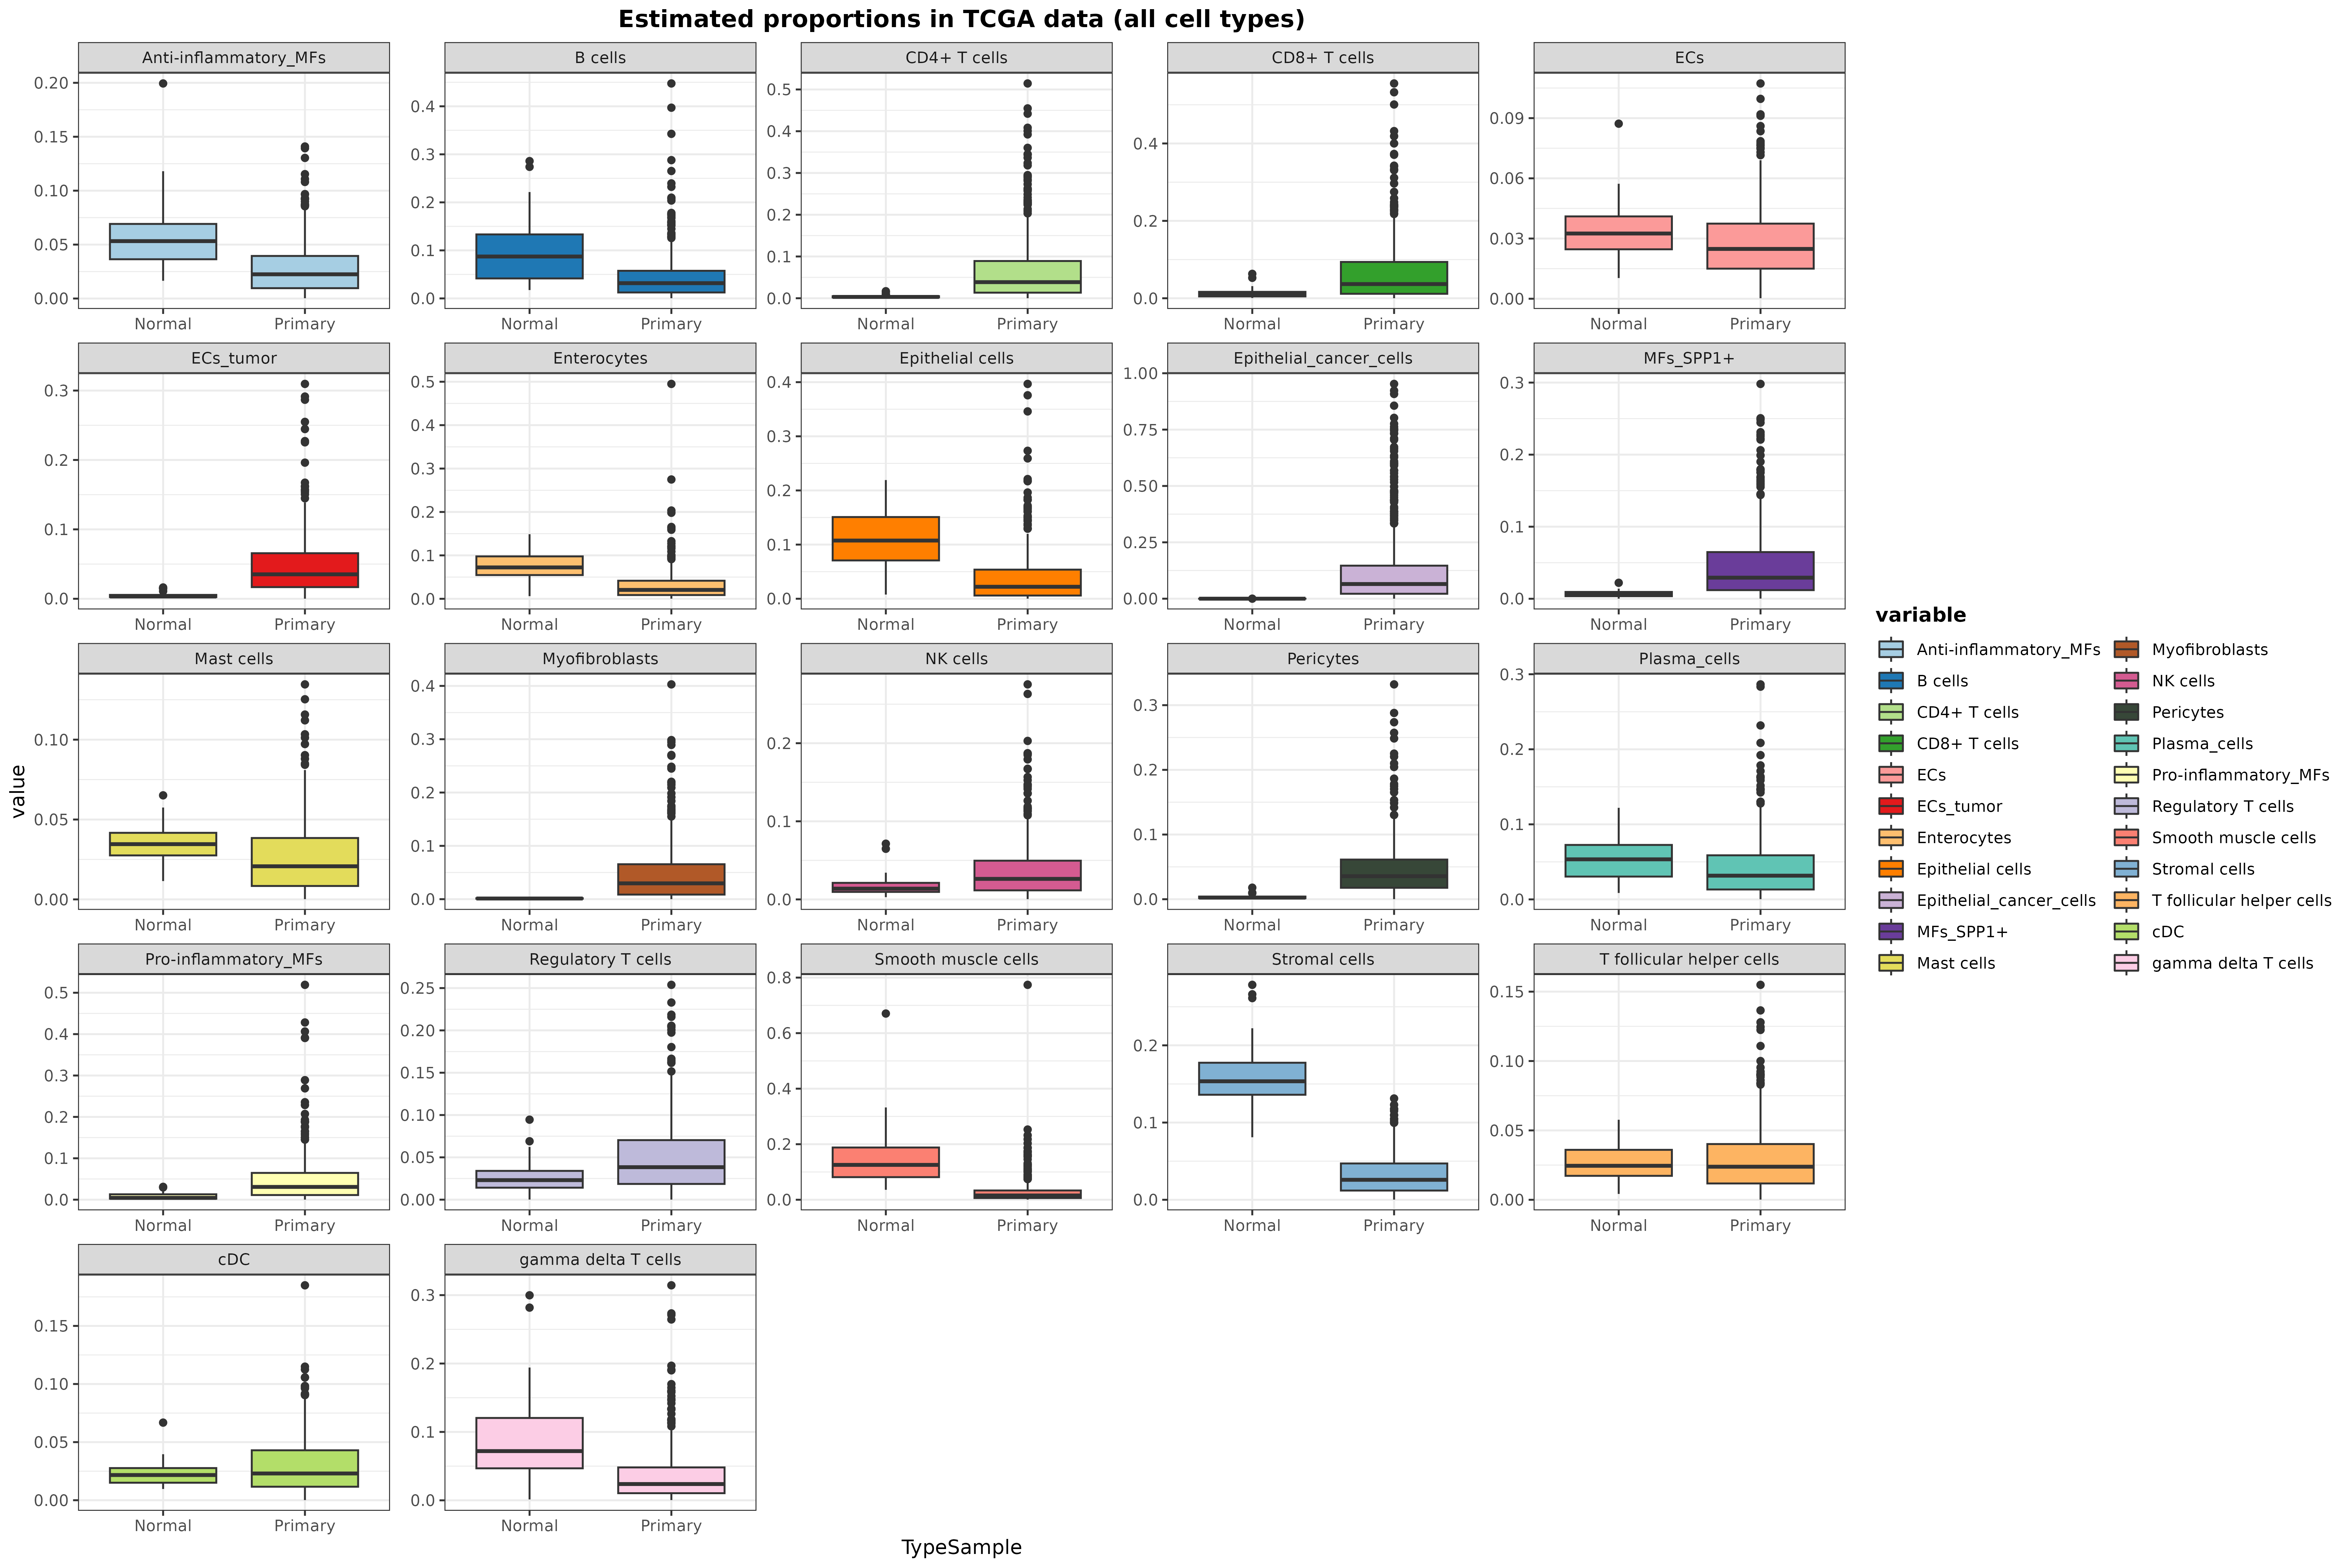 Estimated proportions in TCGA data (all cell types)
Anti-inflammatory_MFs
B cells
CD4+ T cells
CD8+ T cells
ECs
0.20
0.15
0.10
0.05
0.00
0.4
0.3
0.2
0.1
0.0
0.5
0.4
0.3
0.2
0.1
0.0
0.4
0.2
0.0
0.09
0.06
0.03
0.00
Normal Primary
Normal Primary
Normal Primary
Normal Primary
Normal Primary
ECs_tumor
Enterocytes
Epithelial cells
Epithelial_cancer_cells
MFs_SPP1+
0.3
0.2
0.1
0.0
0.5
0.4
0.3
0.2
0.1
0.0
0.4
0.3
0.2
0.1
0.0
1.00
0.75
0.50
0.25
0.00
0.3
0.2
0.1
0.0
Normal Primary
Normal Primary
Normal Primary
Normal Primary
Normal Primary
Mast cells
Myofibroblasts
NK cells
Pericytes
Plasma_cells
0.10
0.05
0.00
0.4
0.3
0.2
0.1
0.0
0.2
0.1
0.0
0.3
0.2
0.1
0.0
0.3
0.2
0.1
0.0
Normal Primary
Normal Primary
Normal Primary
Normal Primary
Normal Primary
Pro-inflammatory_MFs
Regulatory T cells
Smooth muscle cells
Stromal cells
T follicular helper cells
0.5
0.4
0.3
0.2
0.1
0.0
0.25
0.20
0.15
0.10
0.05
0.00
0.8
0.6
0.4
0.2
0.0
0.2
0.1
0.0
0.15
0.10
0.05
0.00
Normal Primary
Normal Primary
Normal Primary
Normal Primary
Normal Primary
cDC
gamma delta T cells
0.15
0.10
0.05
0.00
0.3
0.2
0.1
0.0
Normal Primary
Normal Primary
value
TypeSample
variable
Anti-inflammatory_MFs
B cells
CD4+ T cells
CD8+ T cells
ECs
ECs_tumor
Enterocytes
Epithelial cells
Epithelial_cancer_cells
MFs_SPP1+
Mast cells
Myofibroblasts
NK cells
Pericytes
Plasma_cells
Pro-inflammatory_MFs
Regulatory T cells
Smooth muscle cells
Stromal cells
T follicular helper cells
cDC
gamma delta T cells